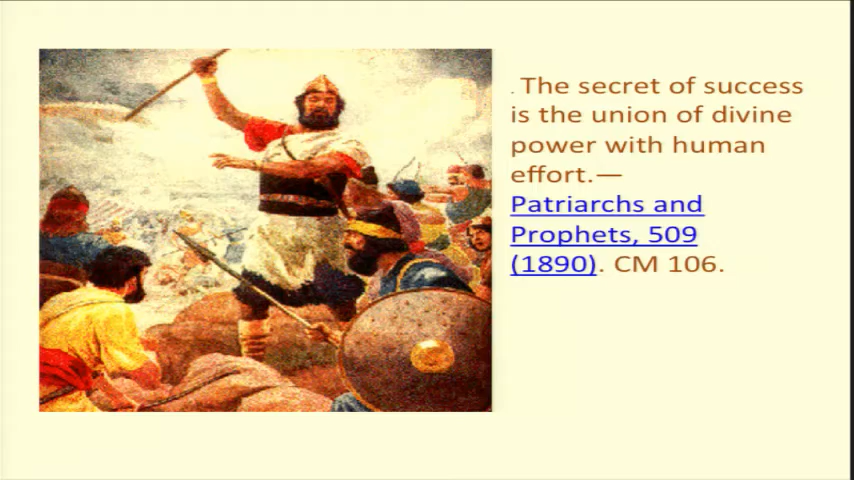 . The secret of success
is the union of divine
power with human
effort.—
Patriarchs and
Prophets, 509
(1890). CM 106.